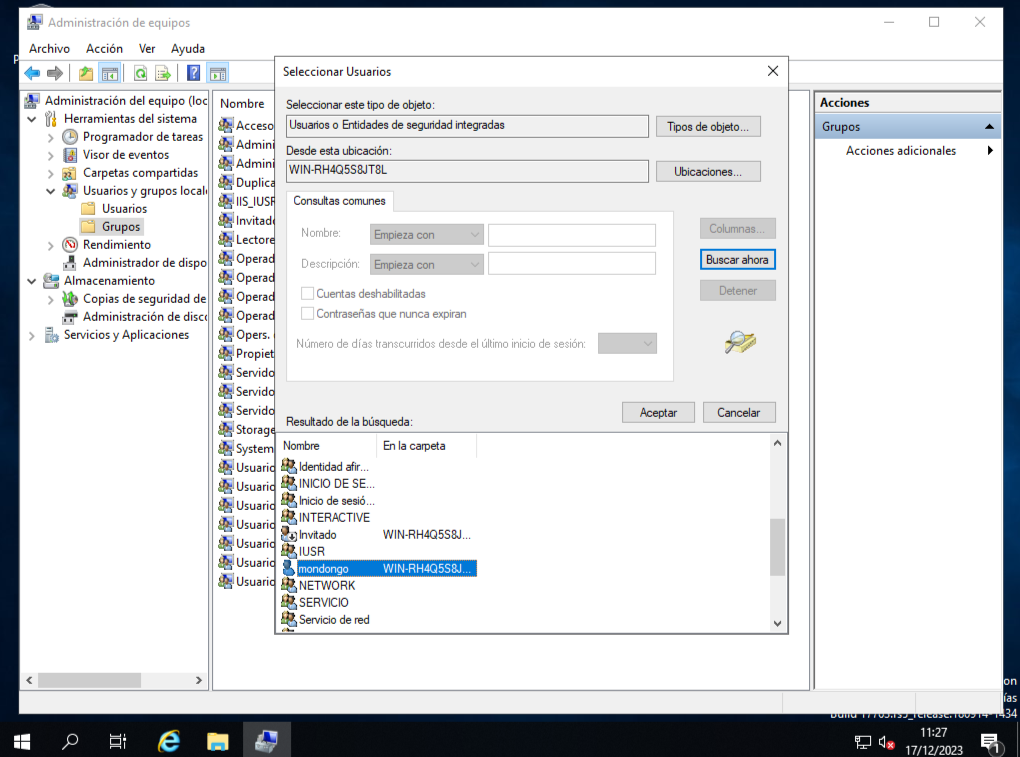 Administración de equipos
Archivo Acción Ver Ayuda
Administración del equipo (loc
Herramientas del sistema
Programador de tareas
Visor de eventos
Carpetas compartidas
Usuarios y grupos locale
Usuarios
Grupos
Rendimiento
Administrador de dispo
Almacenamiento
Copias de seguridad de
Administración de disco
Servicios y Aplicaciones
Nombre
Acceso
Admini
Admini
Duplica
IIS_IUSR
Invitado
Lectore
Operad
Operad
Operad
Operad
Opers. 
Propiet
Servido
Servido
Servido
Storage
System
Usuario
Usuario
Usuario
Usuario
Usuario
Usuario
Usuario
Seleccionar Usuarios
Seleccionar este tipo de objeto:
Usuarios o Entidades de seguridad integradas
Tipos de objeto...
Desde esta ubicación:
WIN-RH4Q5S8JT8L
Ubicaciones...
Consultas comunes
Nombre: Empieza con
Descripción: Empieza con
Cuentas deshabilitadas
Contraseñas que nunca expiran
Número de días transcurridos desde el último inicio de sesión:
Columnas...
Buscar ahora
Detener
Aceptar Cancelar
Resultado de la búsqueda:
Nombre En la carpeta
Identidad afir...
INICIO DE SE...
Inicio de sesió...
INTERACTIVE
Invitado WIN-RH4Q5S8J...
IUSR
mondongo WIN-RH4Q5S8J...
NETWORK
SERVICIO
Servicio de red
Acciones
Grupos
Acciones adicionales
on
ías
Build 17763.rs5_release.180914-1434
11:27
17/12/2023
1